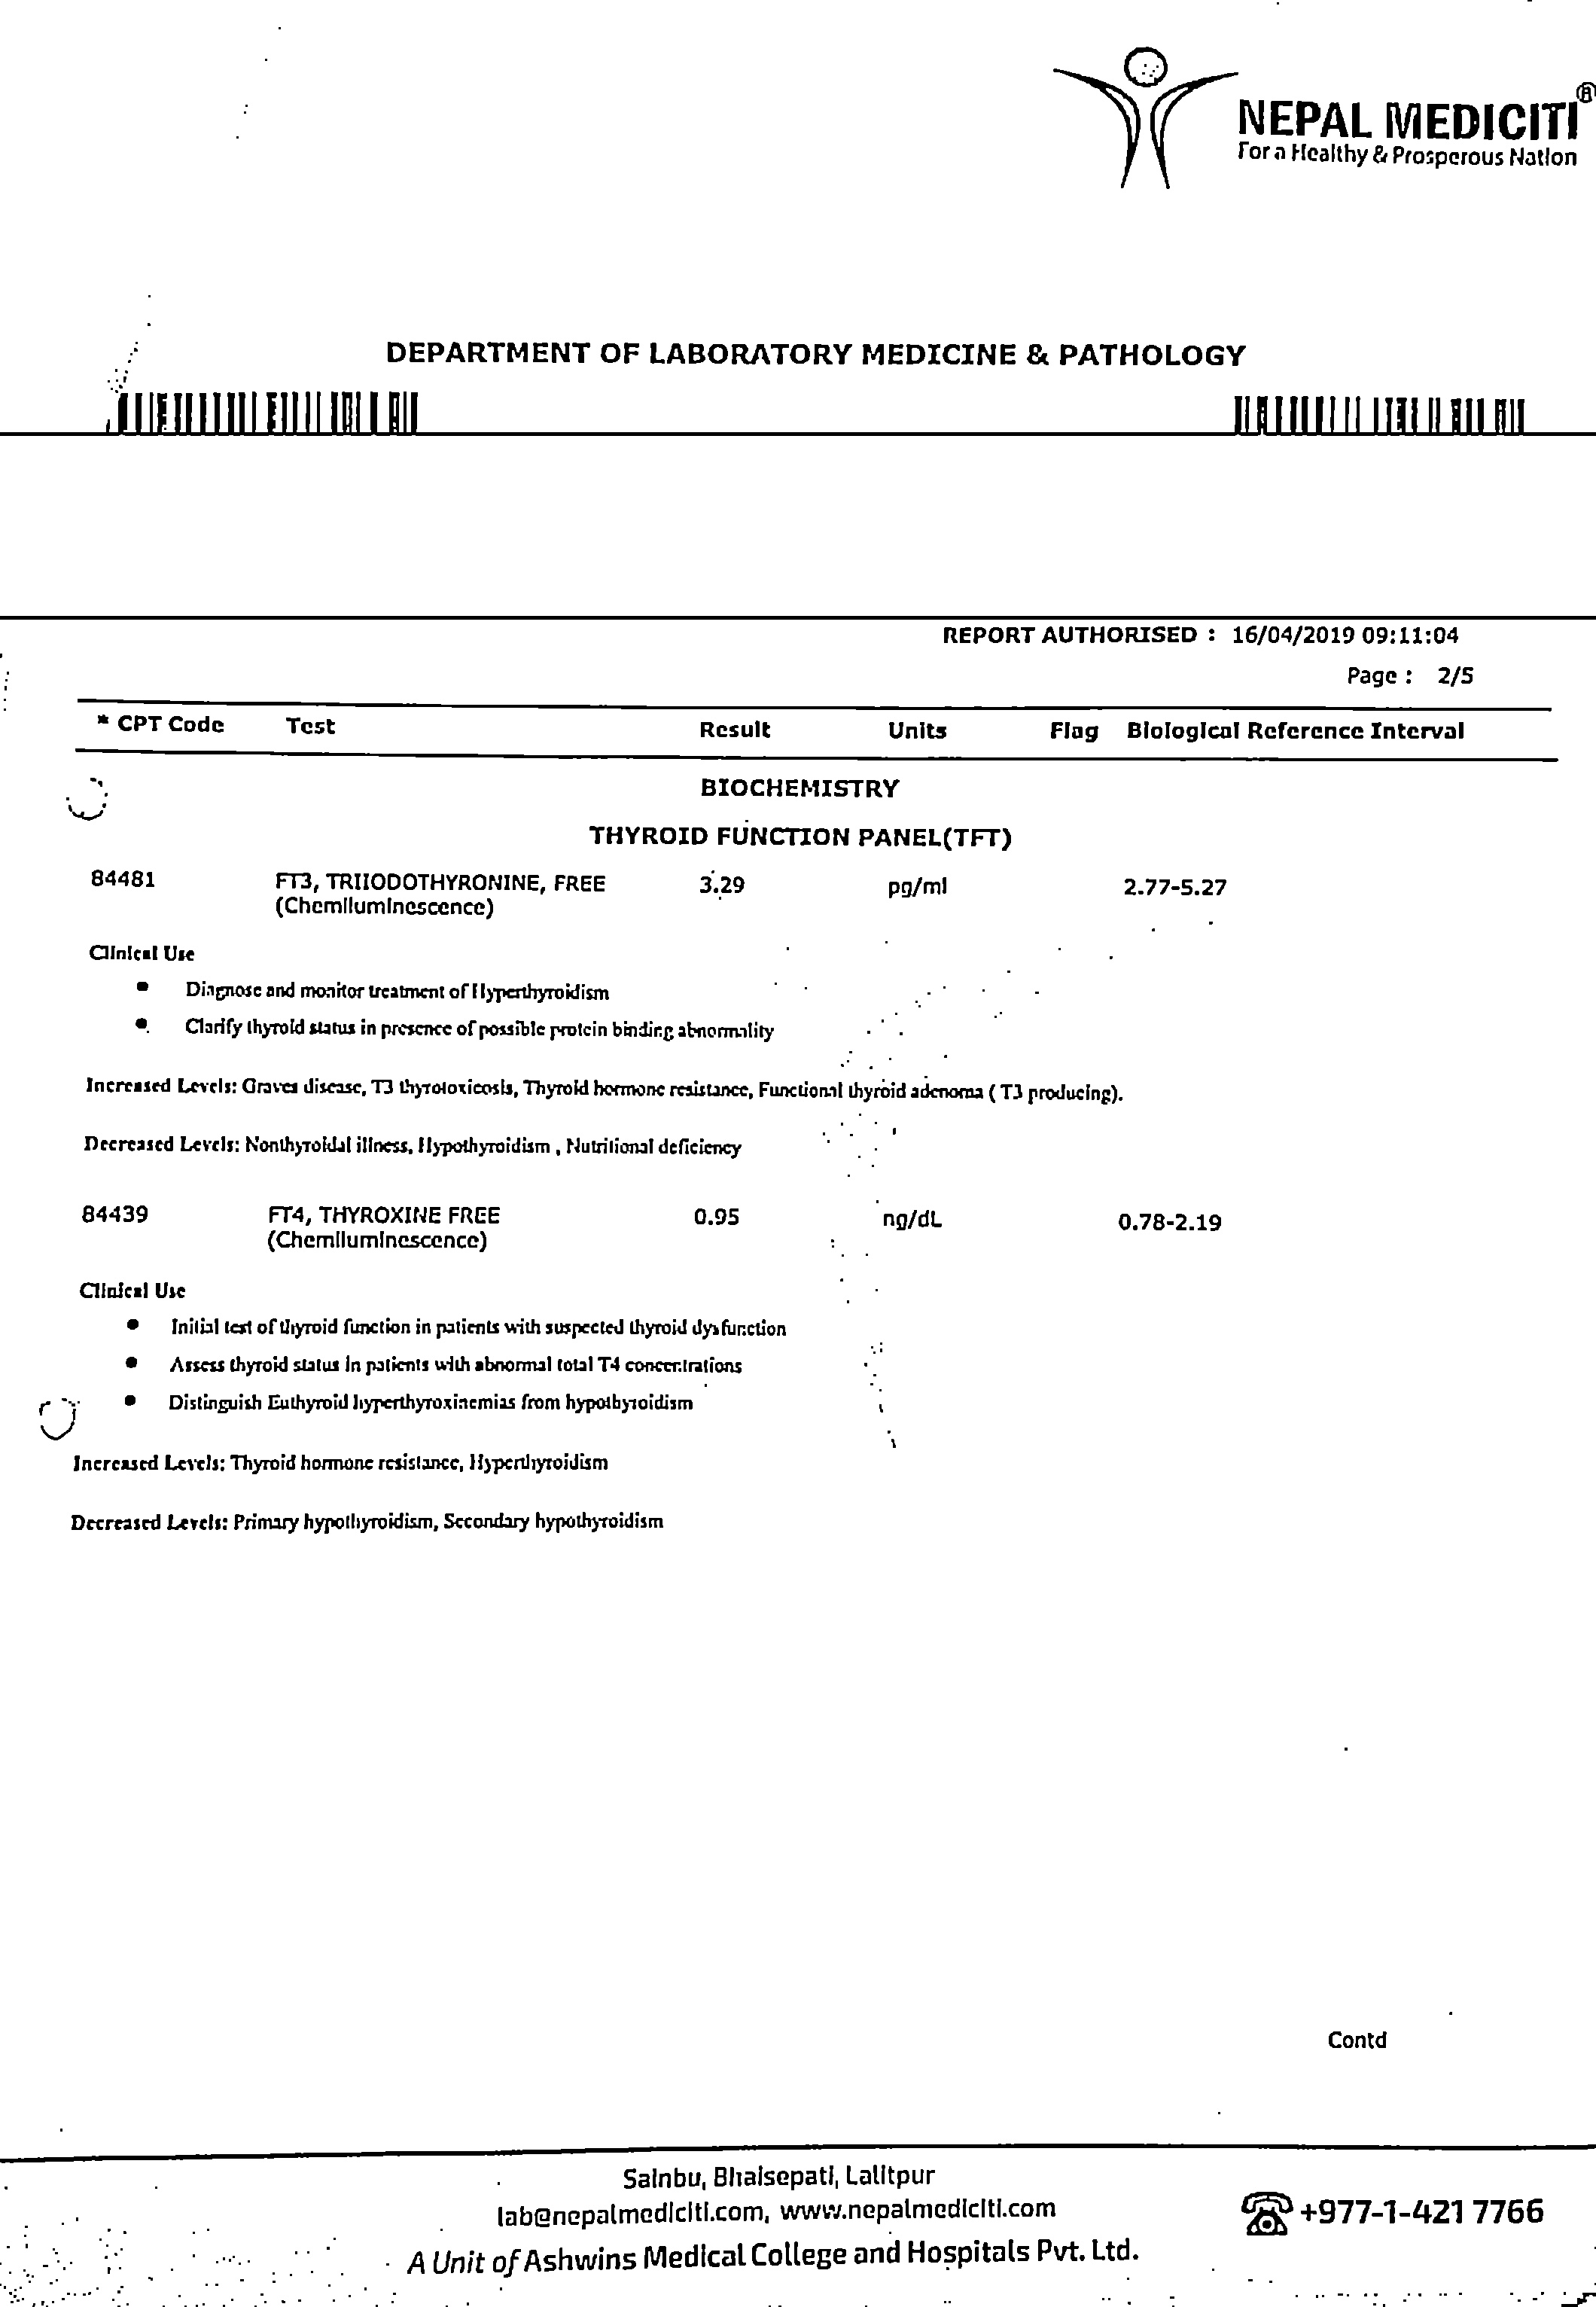 NEPAL MEDICITI®
For a Healthy & Prosperous Nation
DEPARTMENT OF LABORATORY MEDICINE & PATHOLOGY
REPORT AUTHORISED : 16/04/2019 09:11:04
Page : 2/5
* CPT Code Test Result Units Flag Biological Reference Interval
BIOCHEMISTRY
THYROID FUNCTION PANEL(TFT)
84481 FT3, TRIIODOTHYRONINE, FREE 3.29 pg/ml 2.77-5.27
(Chemiluminescence)
Clinical Use
• Diagnose and monitor treatment of Hyperthyroidism
• Clarify thyroid status in presence of possible protein binding abnormality
Increased Levels: Graves disease, T3 thyrotoxicosis, Thyroid hormone resistance, Functional thyroid adenoma ( T3 producing).
Decreased Levels: Nonthyroidal illness, Hypothyroidism , Nutritional deficiency
84439 FT4, THYROXINE FREE 0.95 ng/dL 0.78-2.19
(Chemiluminescence)
Clinical Use
• Initial test of thyroid function in patients with suspected thyroid dysfunction
• Assess thyroid status in patients with abnormal total T4 concentrations
• Distinguish Euthyroid hyperthyroxinemias from hypothyroidism
Increased Levels: Thyroid hormone resistance, Hyperthyroidism
Decreased Levels: Primary hypothyroidism, Secondary hypothyroidism
Contd
Sainbu, Bhaisepati, Lalitpur
lab@nepalmediciti.com, www.nepalmediciti.com
+977-1-421 7766
A Unit of Ashwins Medical College and Hospitals Pvt. Ltd.